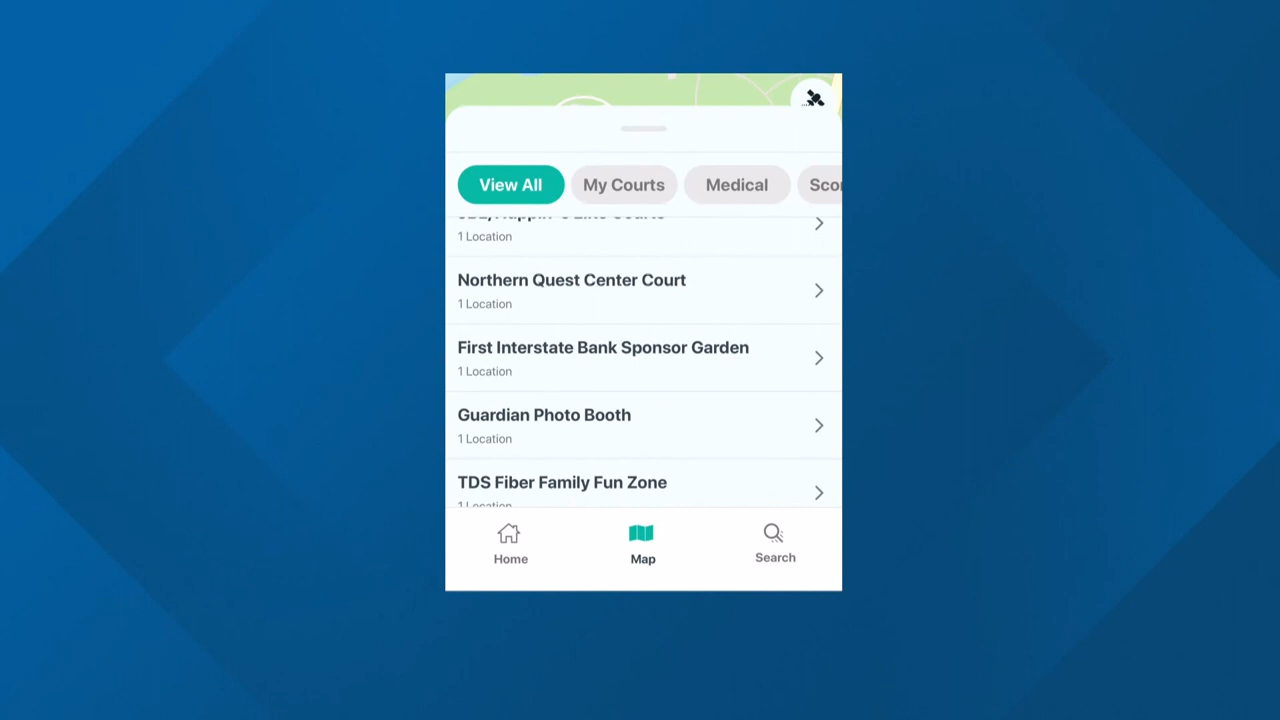 View All
My Courts
Medical
1 Location
Northern Quest Center Court
1 Location
First Interstate Bank Sponsor Garden
1 Location
Guardian Photo Booth
1 Location
TDS Fiber Family Fun Zone
1 Location
Home
Map
Search